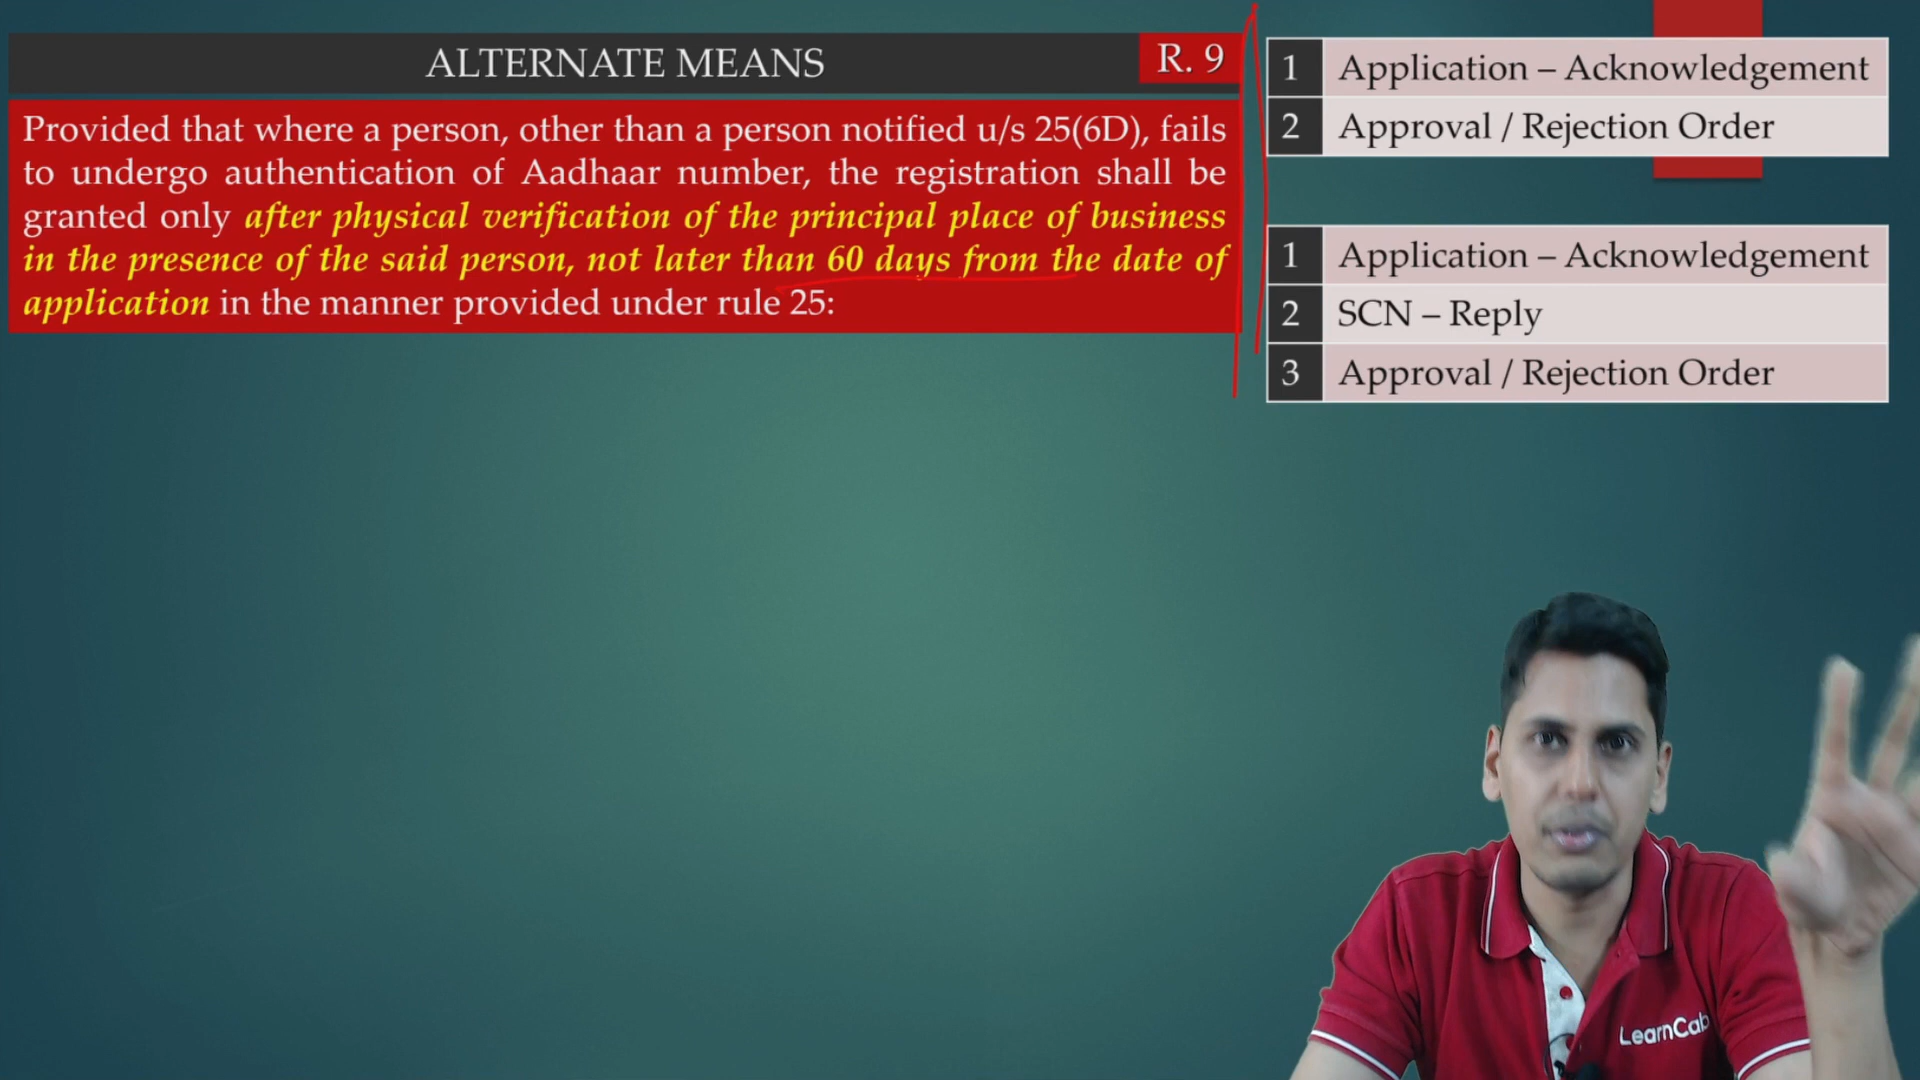 ALTERNATE MEANS
R. 9
Provided that where a person, other than a person notified u/s 25(6D), fails
to undergo authentication of Aadhaar number, the registration shall be
granted only after physical verification of the principal place of business
in the presence of the said person, not later than 60 days from the date of
application in the manner provided under rule 25:
1 Application – Acknowledgement
2 Approval / Rejection Order
1 Application – Acknowledgement
2 SCN – Reply
3 Approval / Rejection Order
LearnCab